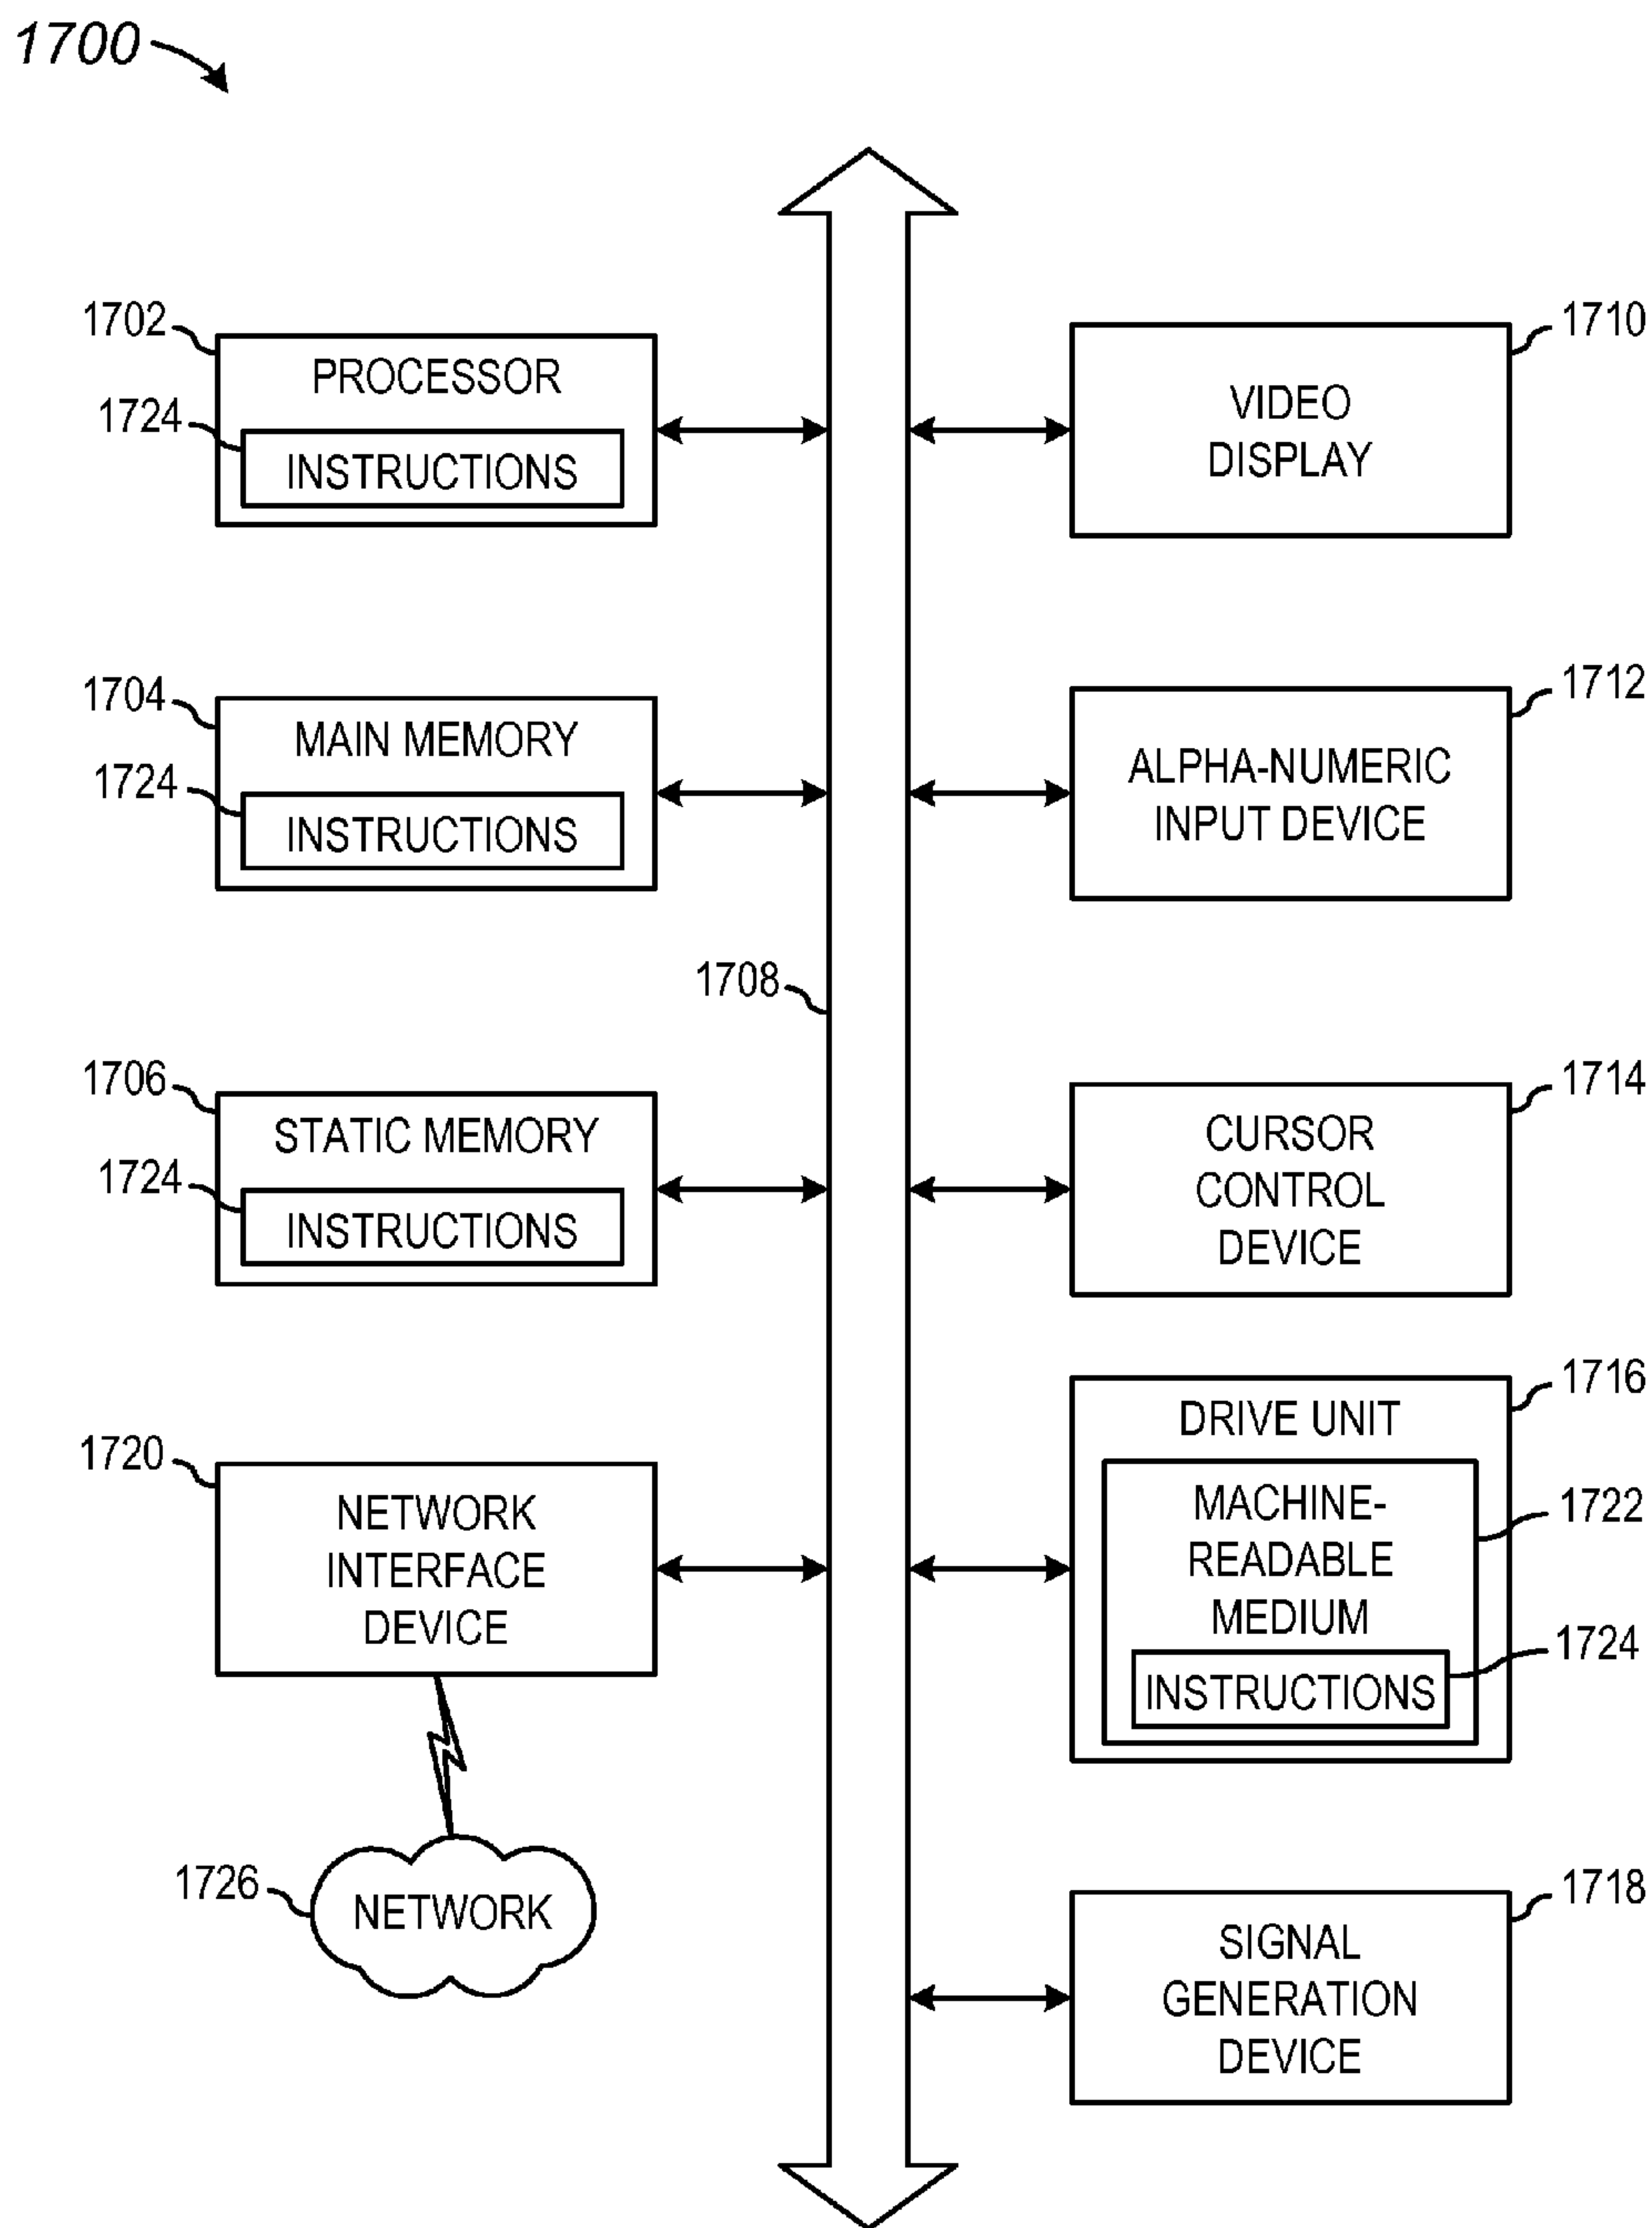 1700
1702
PROCESSOR
1724
INSTRUCTIONS
1704
MAIN MEMORY
1724
INSTRUCTIONS
1708
1706
STATIC MEMORY
1724
INSTRUCTIONS
1720
NETWORK
INTERFACE
DEVICE
1726
NETWORK
1710
VIDEO
DISPLAY
1712
ALPHA-NUMERIC
INPUT DEVICE
1714
CURSOR
CONTROL
DEVICE
1716
DRIVE UNIT
MACHINE-
READABLE
MEDIUM
1722
1724
INSTRUCTIONS
1718
SIGNAL
GENERATION
DEVICE